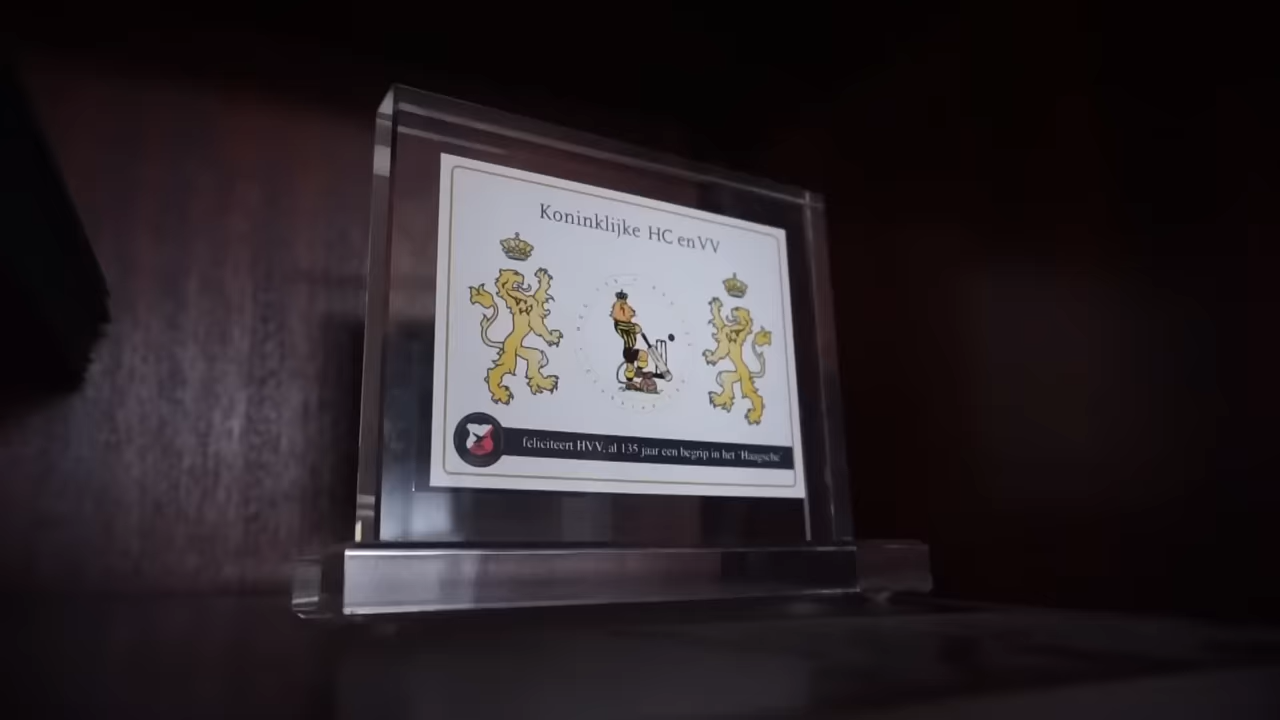 Koninklijke HC en VV
feliciteert HVV, al 135 jaar een begrip in het 'Haagsche'